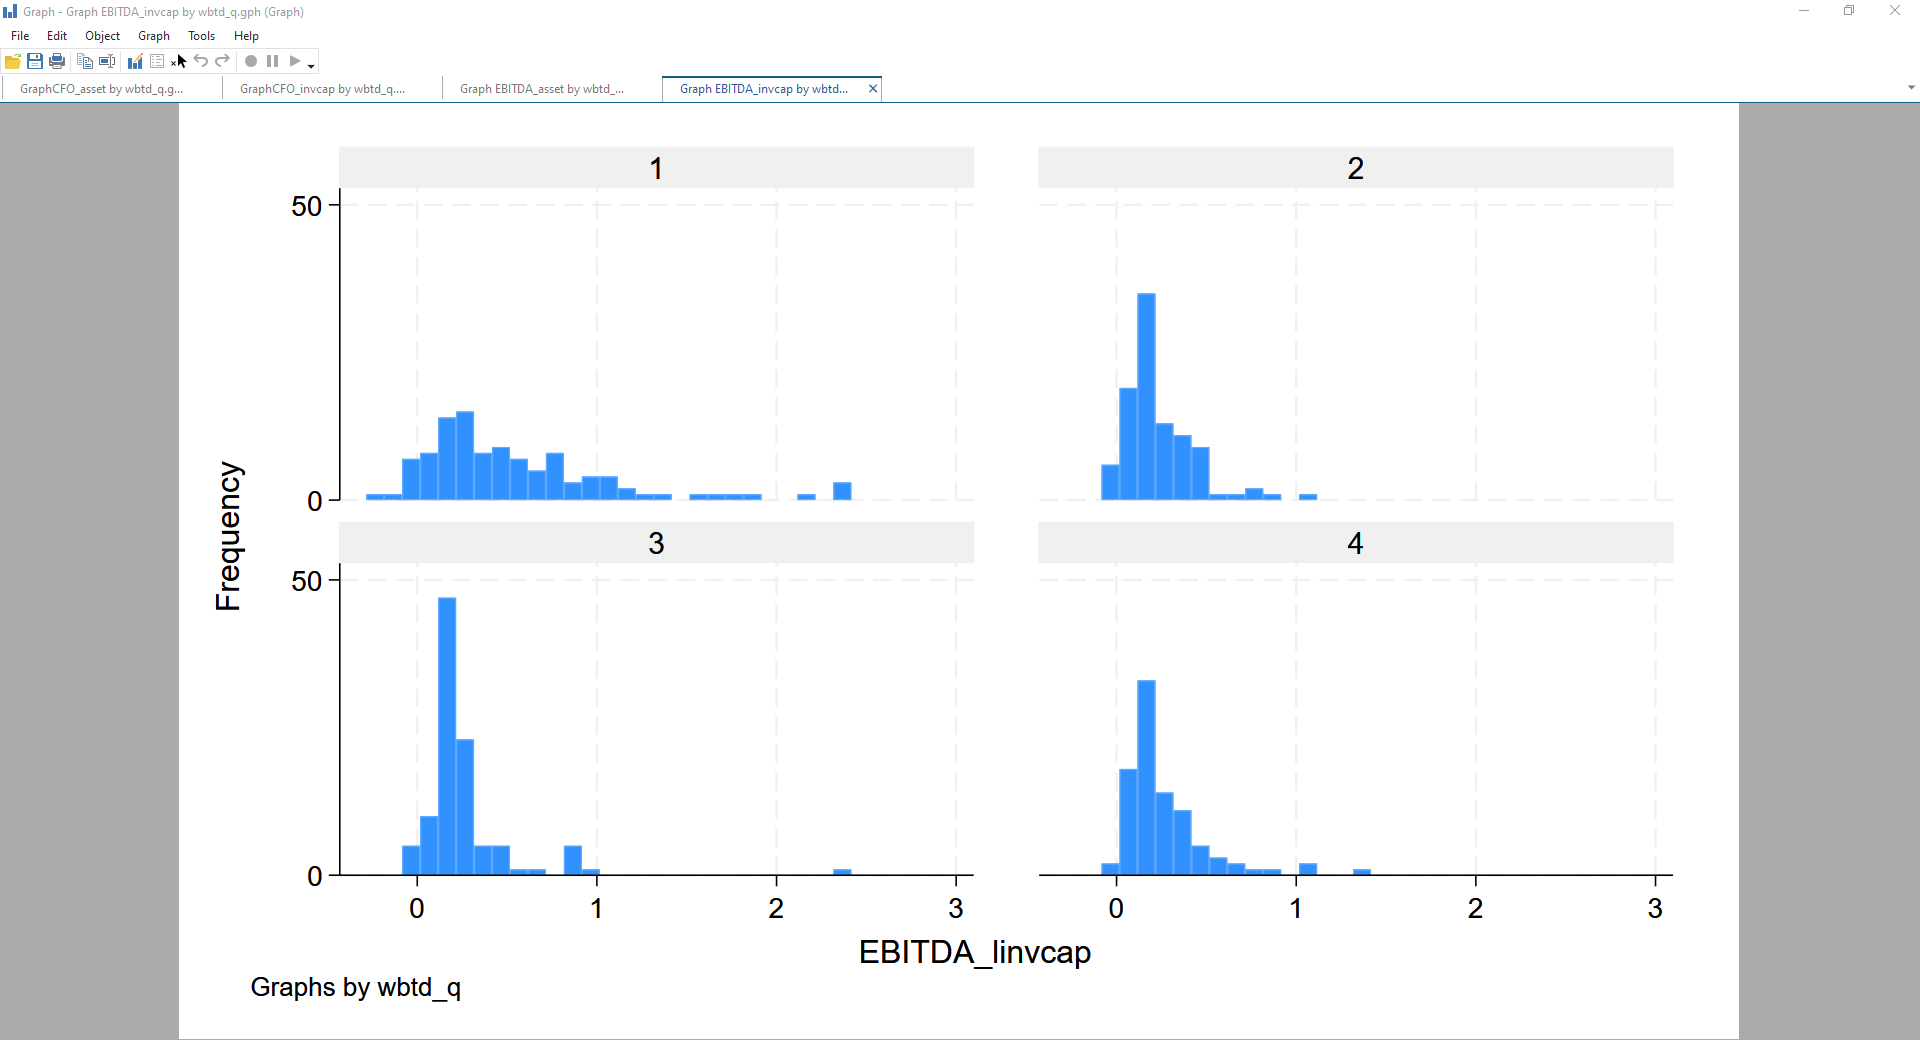 Graph - Graph EBITDA_invcap by wbtd_q.gph (Graph)
File Edit Object Graph Tools Help
GraphCFO_asset by wbtd_q.g... GraphCFO_invcap by wbtd_q.... Graph EBITDA_asset by wbtd_... Graph EBITDA_invcap by wbtd...
1 2
50
0
3 4
50
0
0 1 2 3 0 1 2 3
Frequency
EBITDA_linvcap
Graphs by wbtd_q